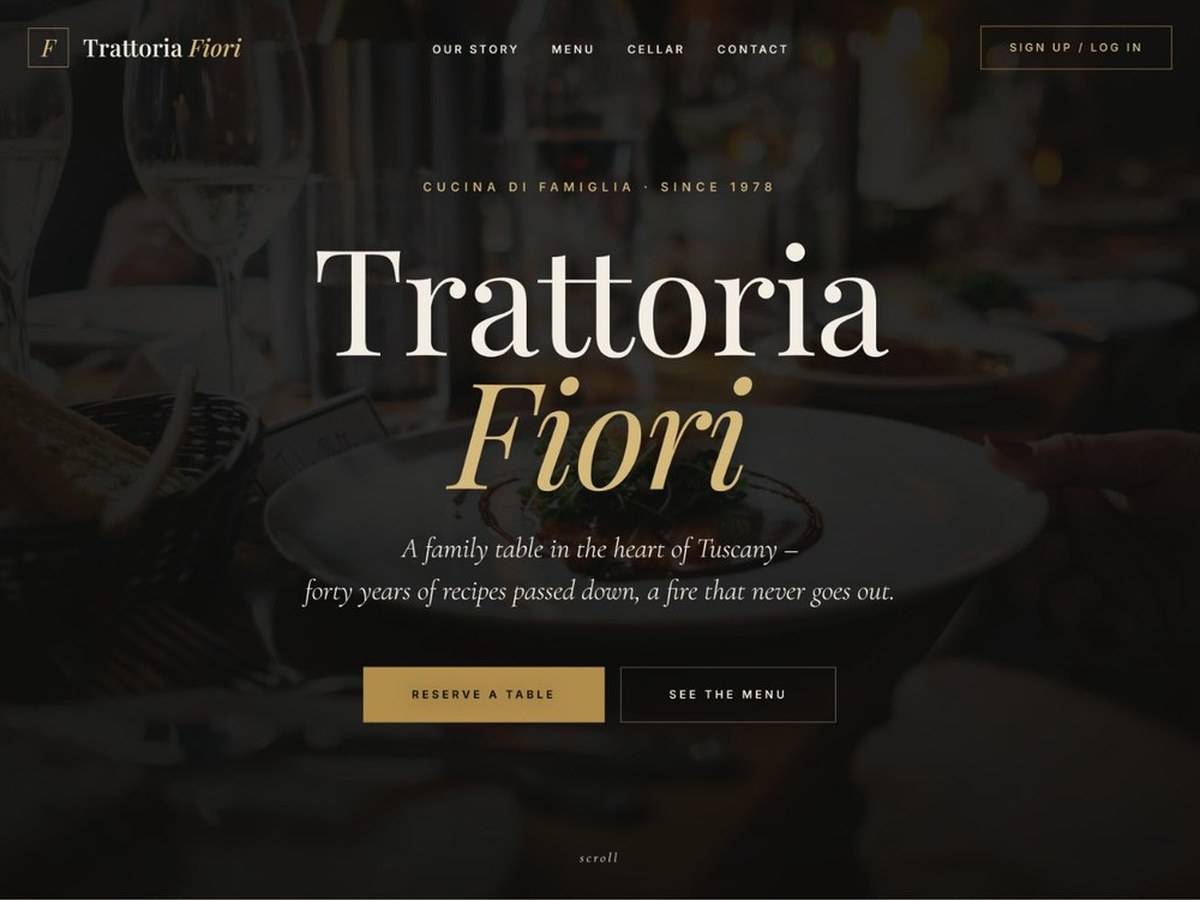 F
Trattoria Fiori
OUR STORY
MENU
CELLAR
CONTACT
SIGN UP / LOG IN
CUCINA DI FAMIGLIA · SINCE 1978
Trattoria
Fiori
A family table in the heart of Tuscany –
forty years of recipes passed down, a fire that never goes out.
RESERVE A TABLE
SEE THE MENU
scroll